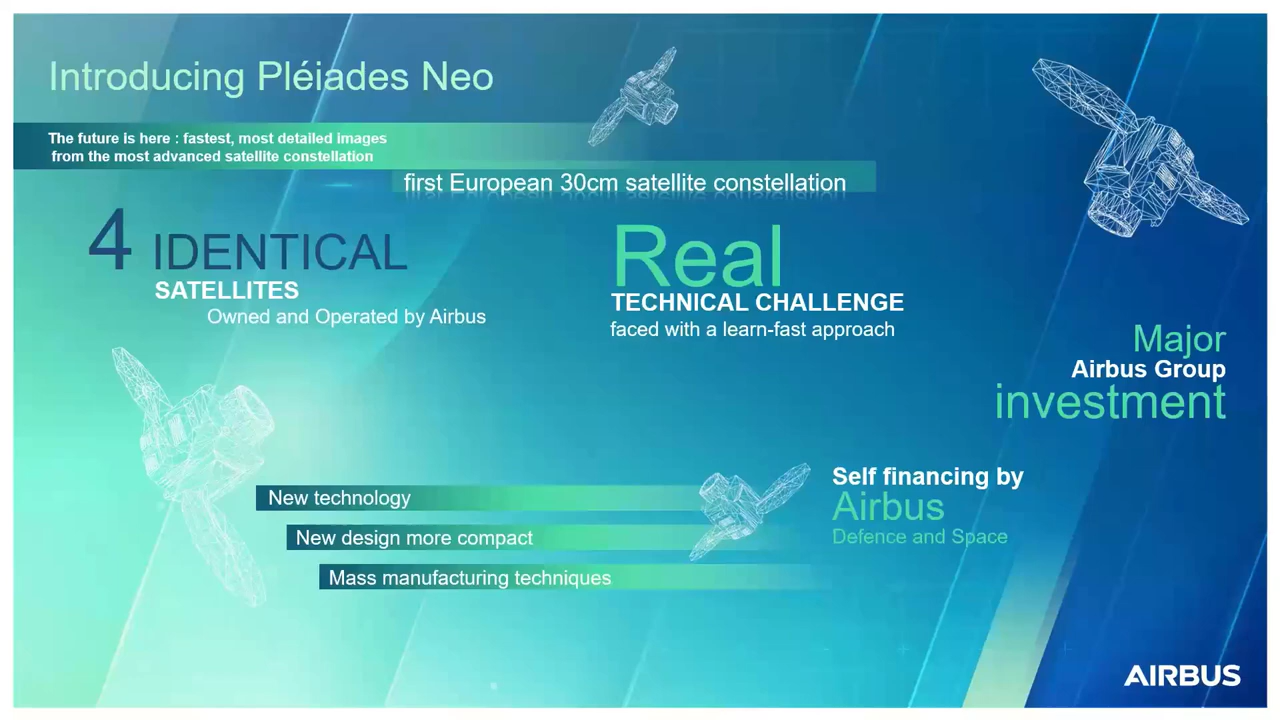 Introducing Pléiades Neo
The future is here : fastest, most detailed images
from the most advanced satellite constellation
first European 30cm satellite constellation
4 IDENTICAL
SATELLITES
Owned and Operated by Airbus
Real
TECHNICAL CHALLENGE
faced with a learn-fast approach
Major
Airbus Group
investment
New technology
New design more compact
Mass manufacturing techniques
Self financing by
Airbus
Defence and Space
AIRBUS